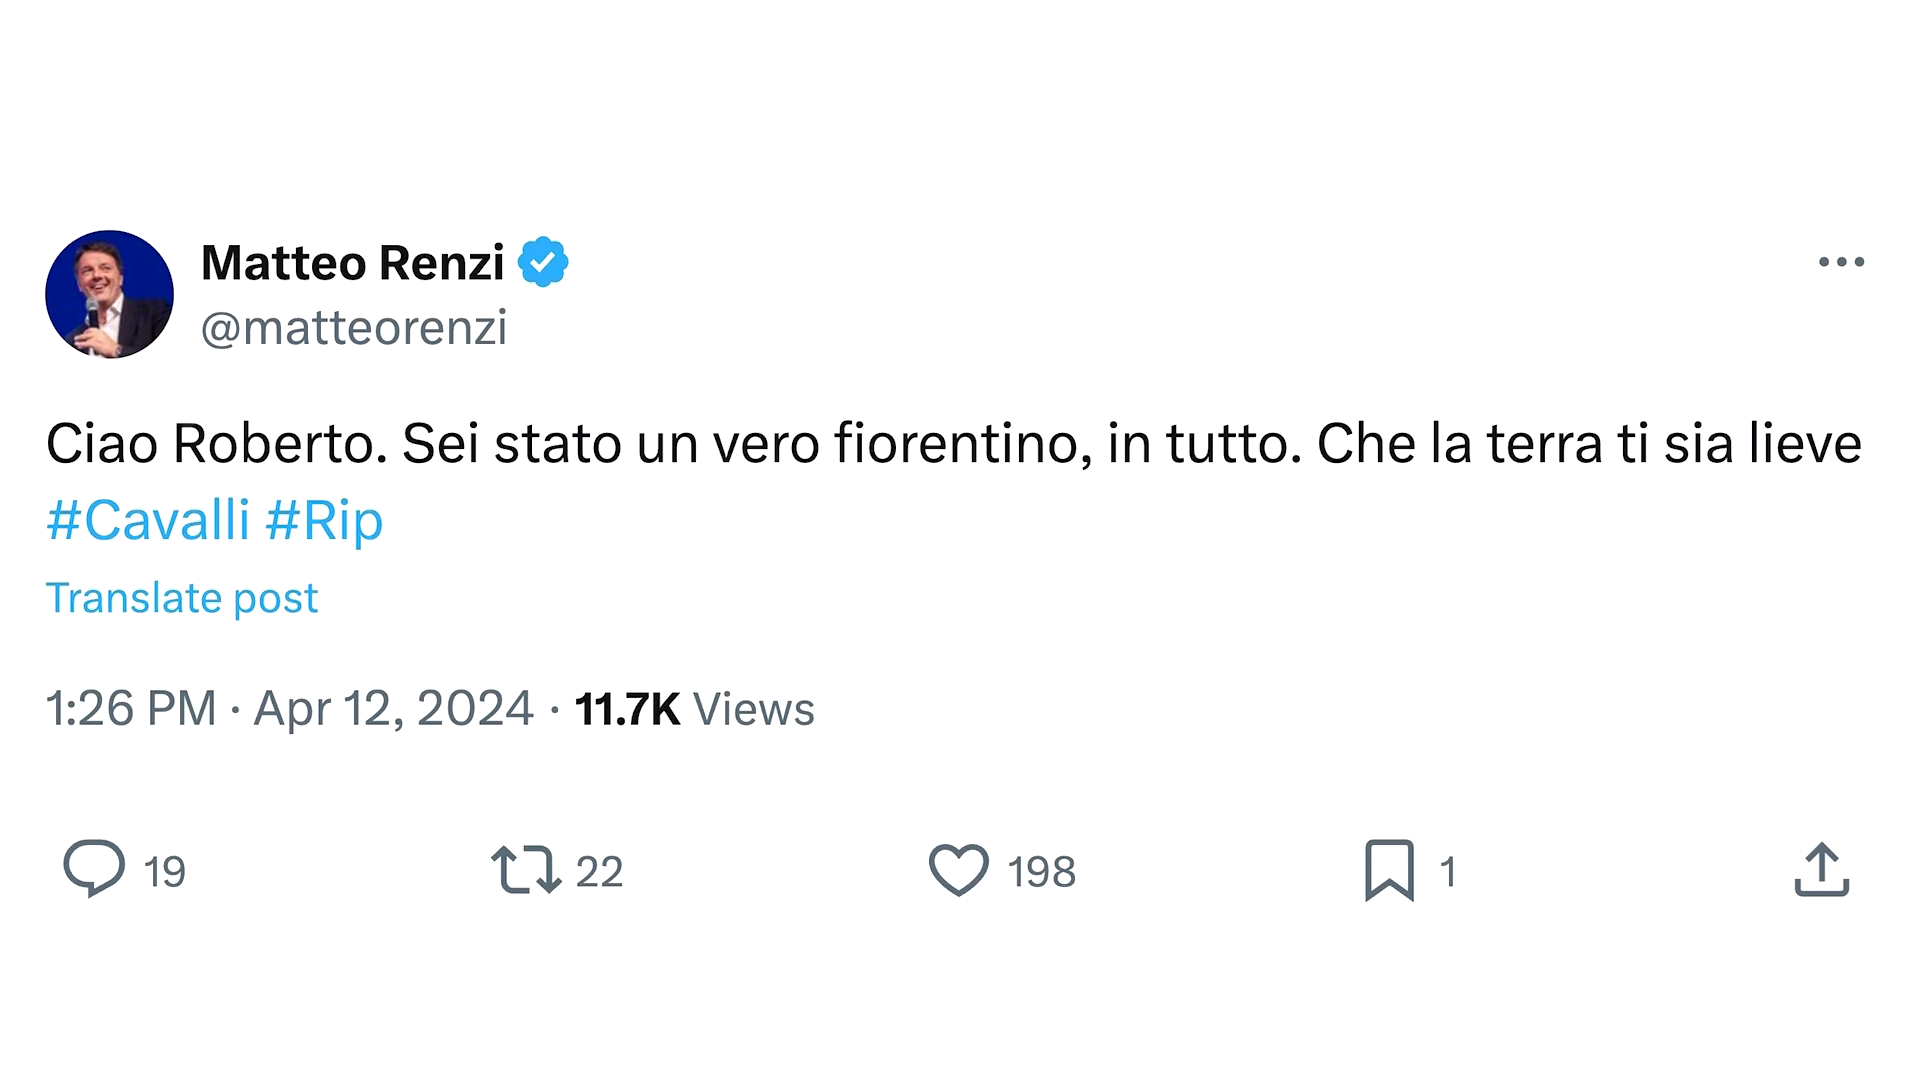 Matteo Renzi
@matteorenzi
Ciao Roberto. Sei stato un vero fiorentino, in tutto. Che la terra ti sia lieve
#Cavalli #Rip
Translate post
1:26 PM · Apr 12, 2024 · 11.7K Views
19 22 198 1